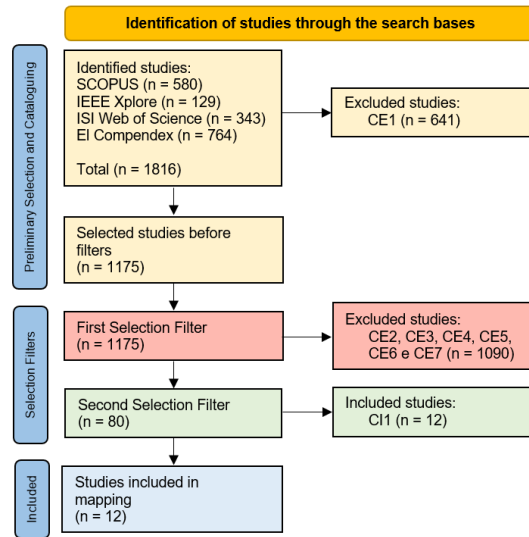 Identification of studies through the search bases
Preliminary Selection and Cataloguing
Identified studies:
SCOPUS (n = 580)
IEEE Xplore (n = 129)
ISI Web of Science (n = 343)
EI Compendex (n = 764)
Total (n = 1816)
Excluded studies:
CE1 (n = 641)
Selected studies before
filters
(n = 1175)
Selection Filters
First Selection Filter
(n = 1175)
Excluded studies:
CE2, CE3, CE4, CE5,
CE6 e CE7 (n = 1090)
Second Selection Filter
(n = 80)
Included studies:
CI1 (n = 12)
Included
Studies included in
mapping
(n = 12)